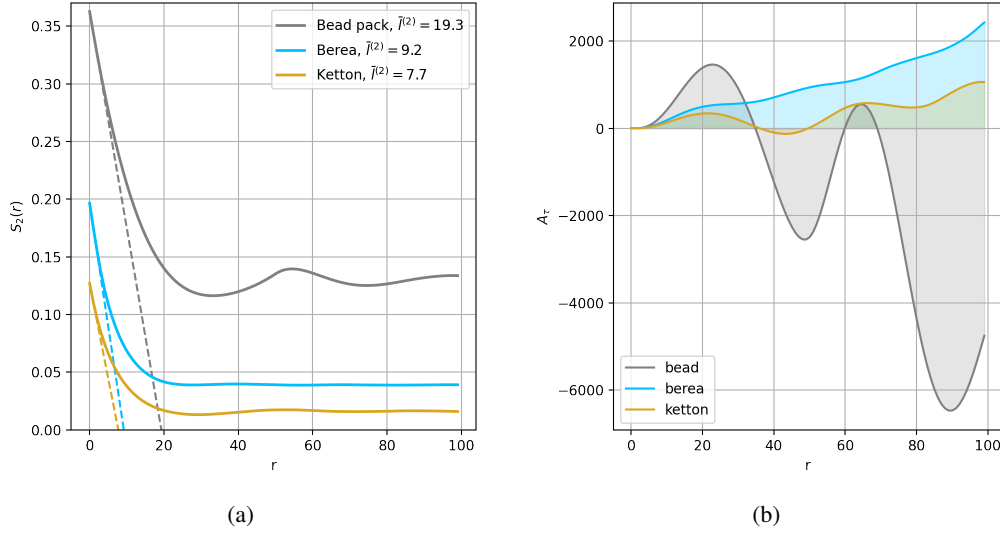 0.35
0.30
0.25
0.20
0.15
0.10
0.05
0.00
S₂(r)
0 20 40 60 80 100
r
Bead pack, l̃⁽²⁾ = 19.3
Berea, l̃⁽²⁾ = 9.2
Ketton, l̃⁽²⁾ = 7.7
(a)
2000
0
−2000
−4000
−6000
A_τ
0 20 40 60 80 100
r
bead
berea
ketton
(b)